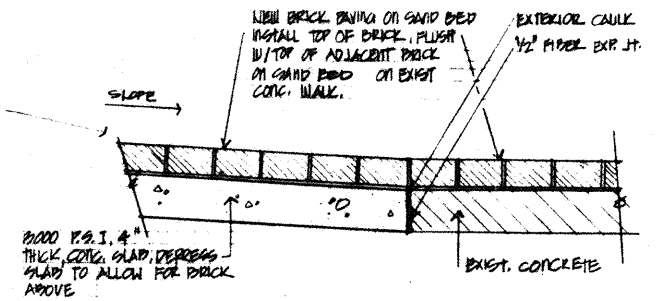 NEW BRICK PAVING ON SAND BED
INSTALL TOP OF BRICK, FLUSH
W/TOP OF ADJACENT BRICK
ON SAND BED ON EXIST
CONC. WALK.
EXTERIOR CAULK
1/2" FIBER EXP. JT.
SLOPE
3000 P.S.I. 4"
THICK, CONC. SLAB, DEPRESS
SLAB TO ALLOW FOR BRICK
ABOVE
EXIST. CONCRETE